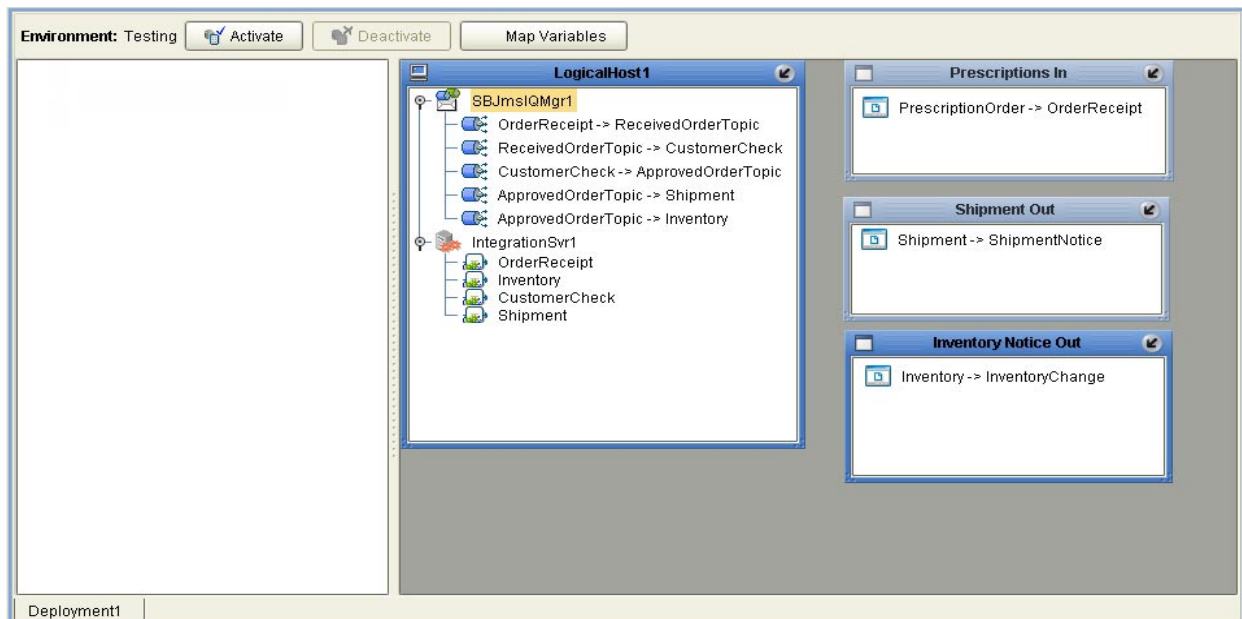 Environment: Testing Activate Deactivate Map Variables
LogicalHost1
SBJmsIQMgr1
OrderReceipt -> ReceivedOrderTopic
ReceivedOrderTopic -> CustomerCheck
CustomerCheck -> ApprovedOrderTopic
ApprovedOrderTopic -> Shipment
ApprovedOrderTopic -> Inventory
IntegrationSvr1
OrderReceipt
Inventory
CustomerCheck
Shipment
Prescriptions In
PrescriptionOrder -> OrderReceipt
Shipment Out
Shipment -> ShipmentNotice
Inventory Notice Out
Inventory -> InventoryChange
Deployment1